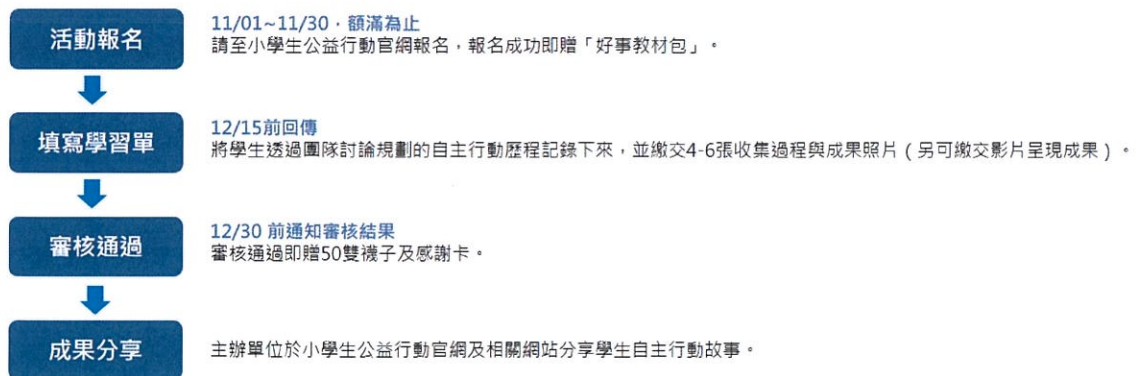 活動報名
11/01~11/30，額滿為止
請至小學生公益行動官網報名，報名成功即贈「好事教材包」。
填寫學習單
12/15前回傳
將學生透過團隊討論規劃的自主行動歷程記錄下來，並繳交4-6張收集過程與成果照片（另可繳交影片呈現成果）。
審核通過
12/30 前通知審核結果
審核通過即贈50雙襪子及感謝卡。
成果分享
主辦單位於小學生公益行動官網及相關網站分享學生自主行動故事。